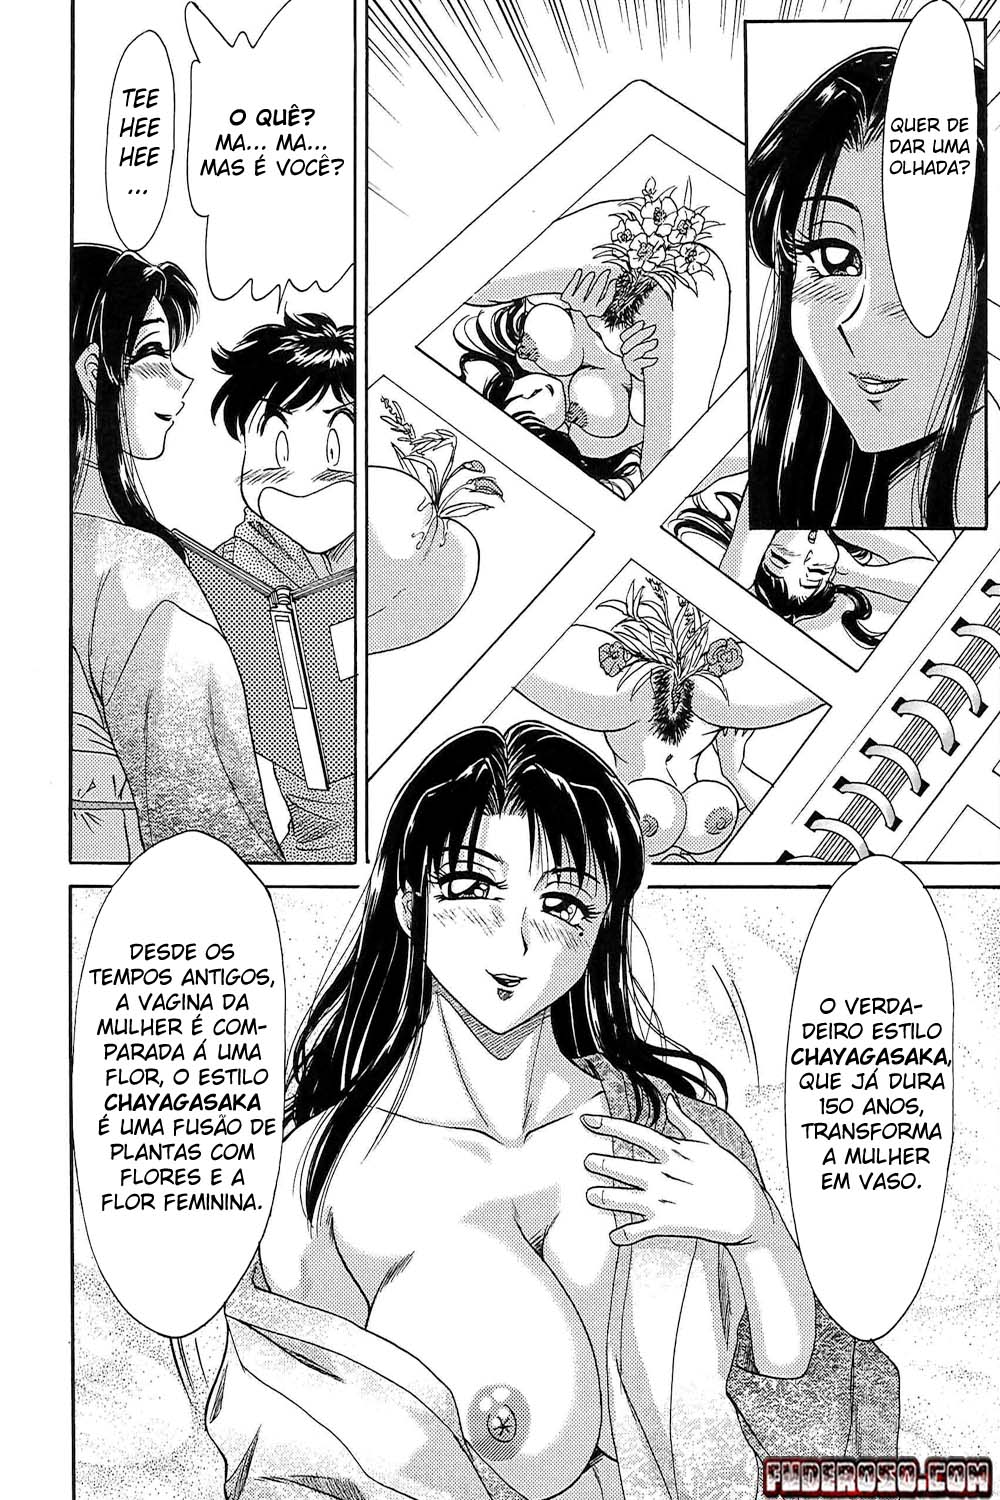 QUER DE
DAR UMA
OLHADA?
O QUÊ?
MA... MA...
MAS É VOCÊ?
TEE
HEE
HEE
...
O VERDA-
DEIRO ESTILO
CHAYAGASAKA,
QUE JÁ DURA
150 ANOS,
TRANSFORMA
A MULHER
EM VASO.
DESDE OS
TEMPOS ANTIGOS,
A VAGINA DA
MULHER É COM-
PARADA Á UMA
FLOR, O ESTILO
CHAYAGASAKA
É UMA FUSÃO DE
PLANTAS COM
FLORES E A
FLOR FEMININA.
FUDEROSO.COM